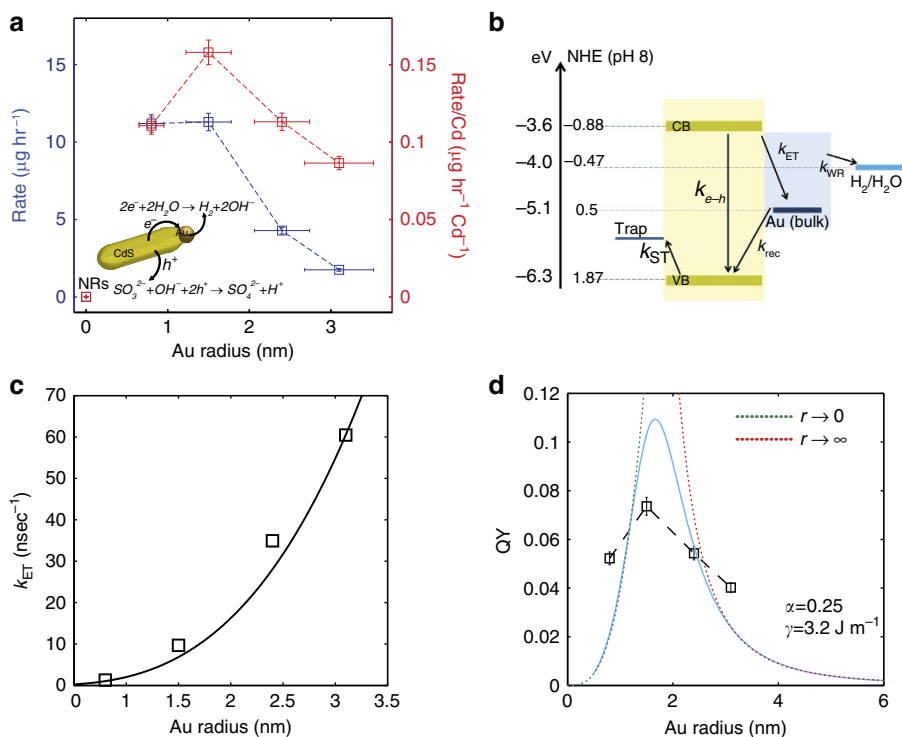 a
15
10
5
0
Rate (μg hr⁻¹)
0.15
0.1
0.05
0
Rate/Cd (μg hr⁻¹ Cd⁻¹)
2e⁻+2H₂O → H₂+2OH⁻
e⁻
Au
CdS
h⁺
NRs
SO₃²⁻+OH⁻+2h⁺ → SO₄²⁻+H⁺
0 1 2 3
Au radius (nm)
b
eV NHE (pH 8)
−3.6 −0.88 CB
k_ET
k_WR
−4.0 −0.47
H₂/H₂O
k_e–h
−5.1 0.5
Au (bulk)
Trap
k_ST
k_rec
−6.3 1.87 VB
c
70
60
50
40
30
20
10
0
k_ET (nsec⁻¹)
0 0.5 1 1.5 2 2.5 3 3.5
Au radius (nm)
d
0.12
0.1
0.08
0.06
0.04
0.02
0
QY
r → 0
r → ∞
α=0.25
γ=3.2 J m⁻¹
0 2 4 6
Au radius (nm)